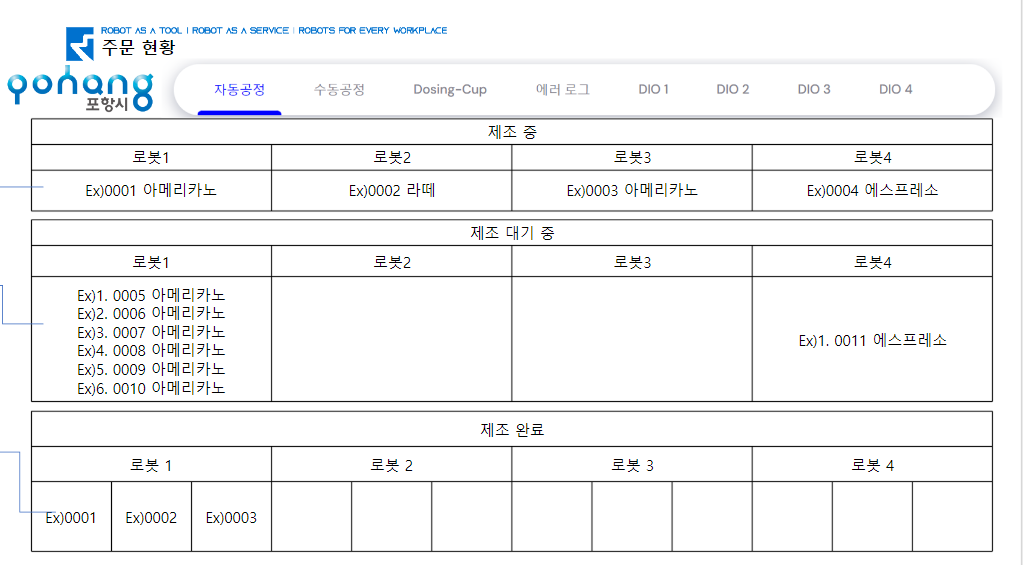 ROBOT AS A TOOL | ROBOT AS A SERVICE | ROBOTS FOR EVERY WORKPLACE
주문 현황
pohang
포항시
자동공정 수동공정 Dosing-Cup 에러 로그 DIO 1 DIO 2 DIO 3 DIO 4
제조 중
로봇1 로봇2 로봇3 로봇4
Ex)0001 아메리카노 Ex)0002 라떼 Ex)0003 아메리카노 Ex)0004 에스프레소
제조 대기 중
로봇1 로봇2 로봇3 로봇4
Ex)1. 0005 아메리카노
Ex)2. 0006 아메리카노
Ex)3. 0007 아메리카노
Ex)4. 0008 아메리카노
Ex)5. 0009 아메리카노
Ex)6. 0010 아메리카노
Ex)1. 0011 에스프레소
제조 완료
로봇 1 로봇 2 로봇 3 로봇 4
Ex)0001 Ex)0002 Ex)0003